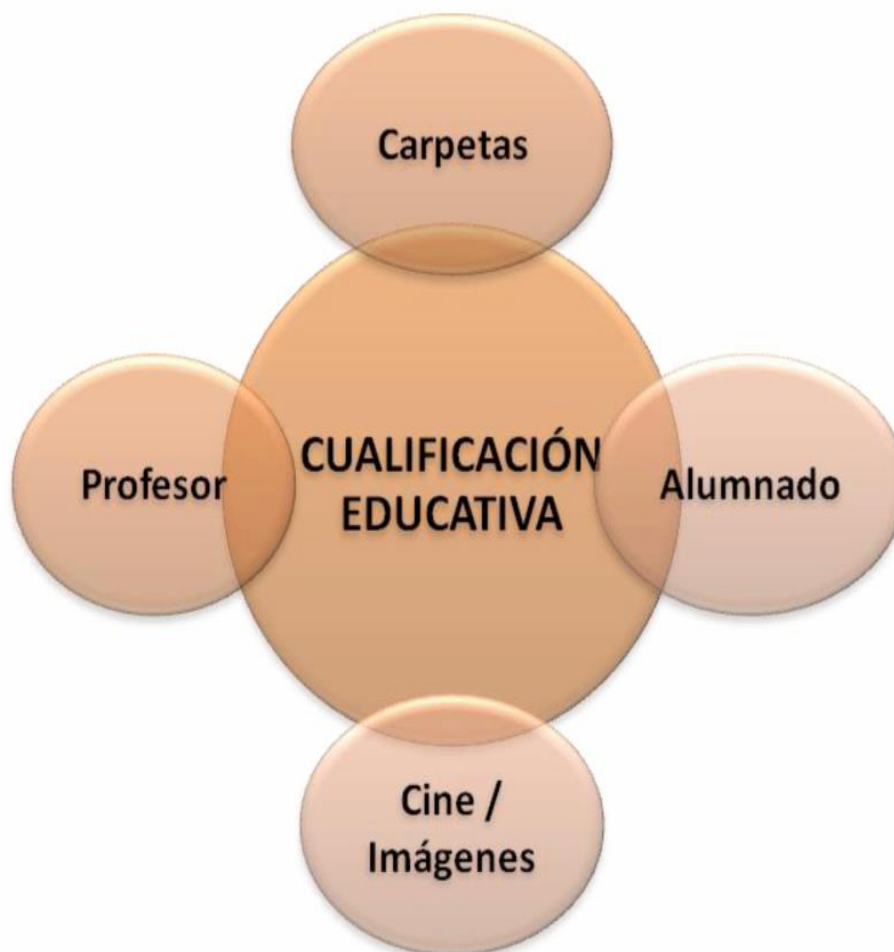 Carpetas
Profesor
CUALIFICACIÓN
EDUCATIVA
Alumnado
Cine /
Imágenes